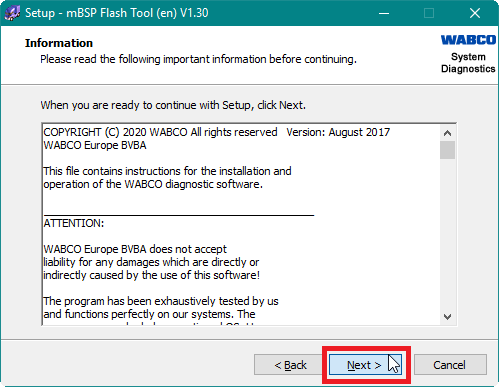 Setup - mBSP Flash Tool (en) V1.30
Information
Please read the following important information before continuing.
WABCO
System
Diagnostics
When you are ready to continue with Setup, click Next.
COPYRIGHT (C) 2020 WABCO All rights reserved Version: August 2017
WABCO Europe BVBA
This file contains instructions for the installation and
operation of the WABCO diagnostic software.
ATTENTION:
WABCO Europe BVBA does not accept
liability for any damages which are directly or
indirectly caused by the use of this software!
The program has been exhaustively tested by us
and functions perfectly on our systems. The
< Back
Next >
Cancel